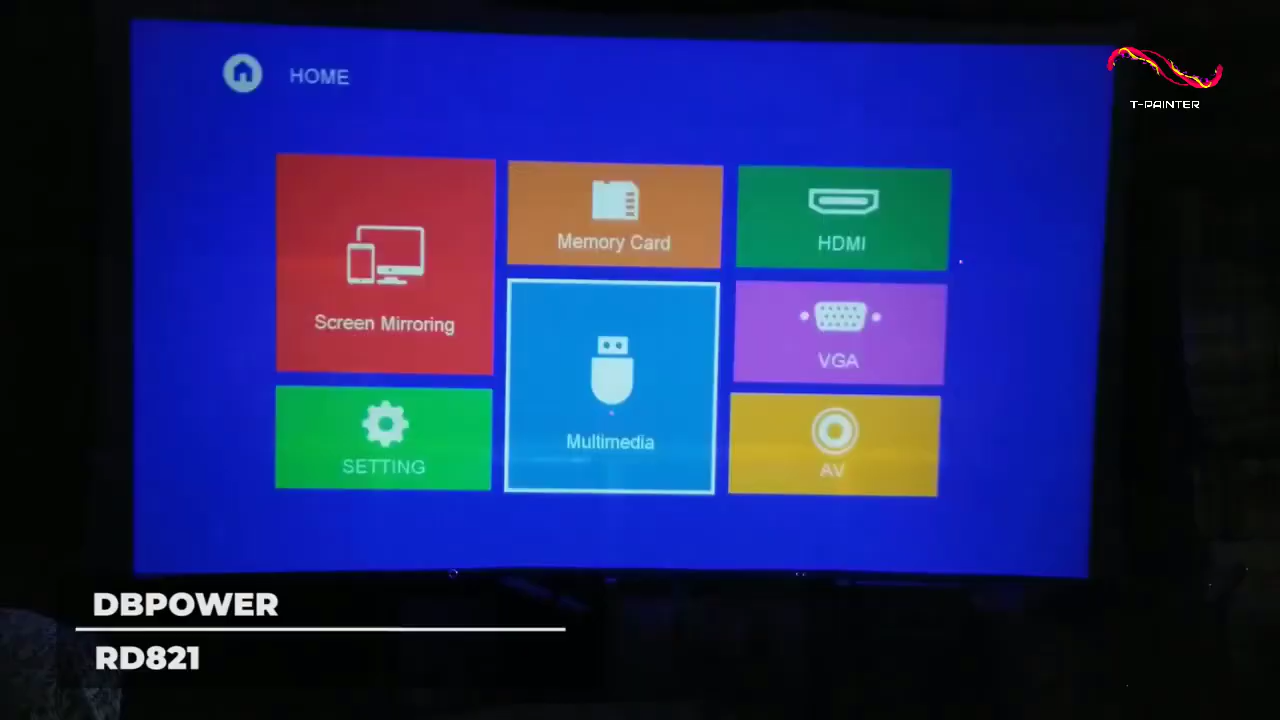 HOME
T-PAINTER
Screen Mirroring
Memory Card
HDMI
Multimedia
VGA
SETTING
AV
DBPOWER
RD821